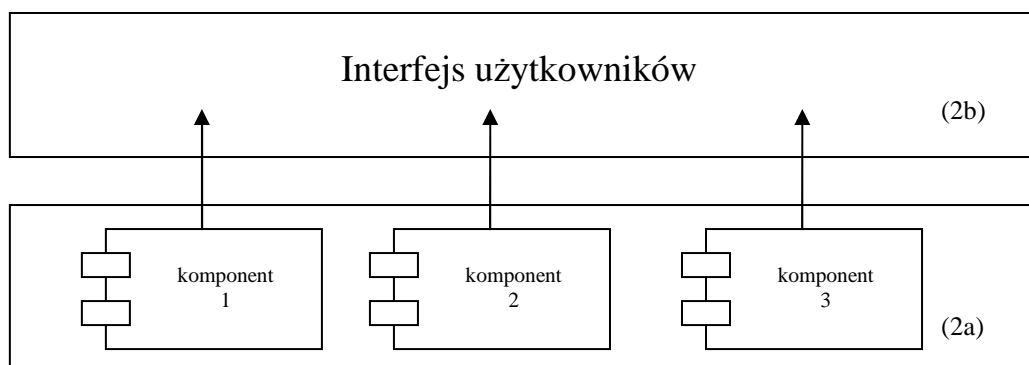 Interfejs użytkowników
(2b)
komponent
1
komponent
2
komponent
3
(2a)